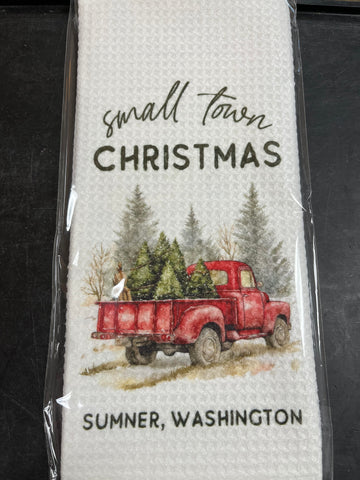 small town
CHRISTMAS
SUMNER, WASHINGTON